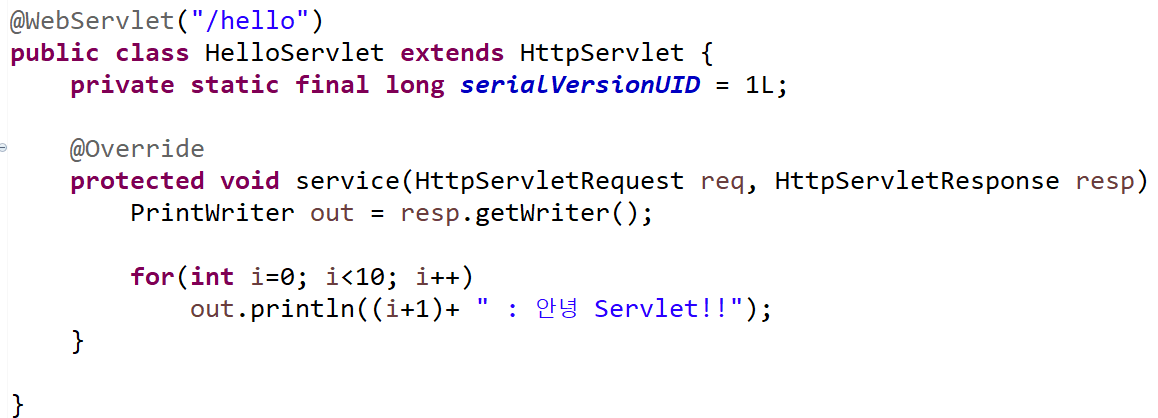 @WebServlet("/hello")
public class HelloServlet extends HttpServlet {
    private static final long serialVersionUID = 1L;

    @Override
    protected void service(HttpServletRequest req, HttpServletResponse resp)
        PrintWriter out = resp.getWriter();

        for(int i=0; i<10; i++)
            out.println((i+1)+ " : 안녕 Servlet!!");
    }

}